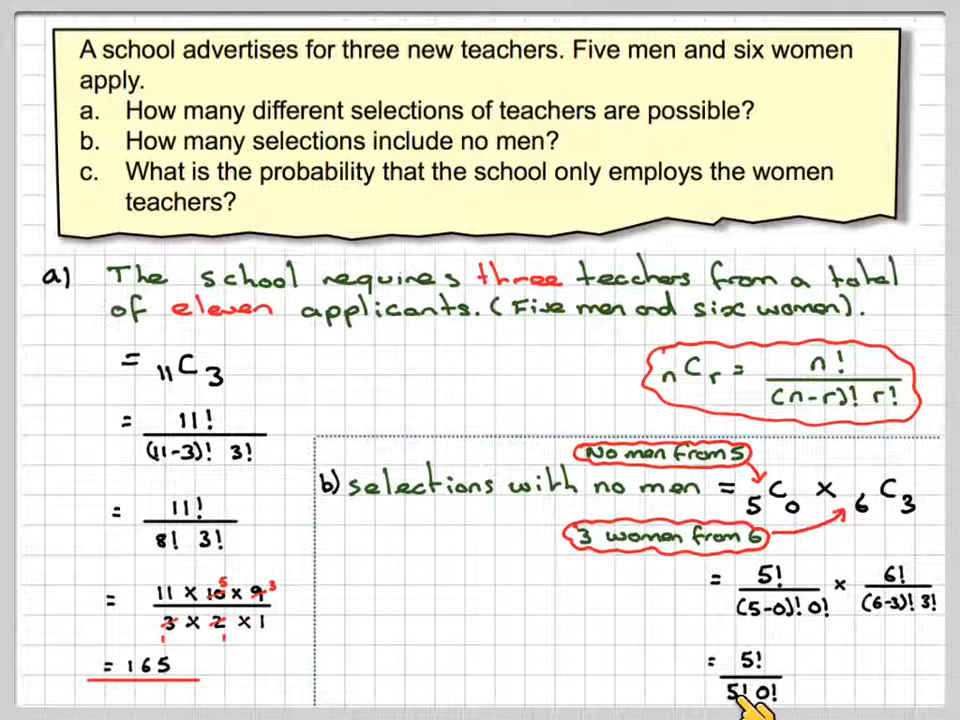 A school advertises for three new teachers. Five men and six women
apply.
a. How many different selections of teachers are possible?
b. How many selections include no men?
c. What is the probability that the school only employs the women
teachers?
a) The school requires three teachers from a total
of eleven applicants. (Five men and six women).
= ₁₁C₃
= 11! / (11-3)! 3!
= 11! / 8! 3!
= 11 × 10 × 9 / 3 × 2 × 1
5 3
1 1
= 165
nCr = n! / (n-r)! r!
No men from 5
b) selections with no men = ₅C₀ × ₆C₃
3 women from 6
= 5! / (5-0)! 0! × 6! / (6-3)! 3!
= 5! / 5! 0!